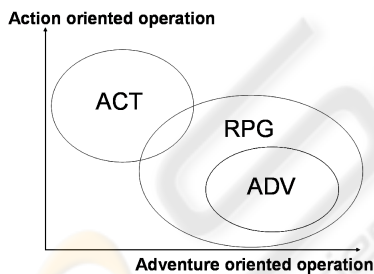 Action oriented operation
ACT
RPG
ADV
Adventure oriented operation